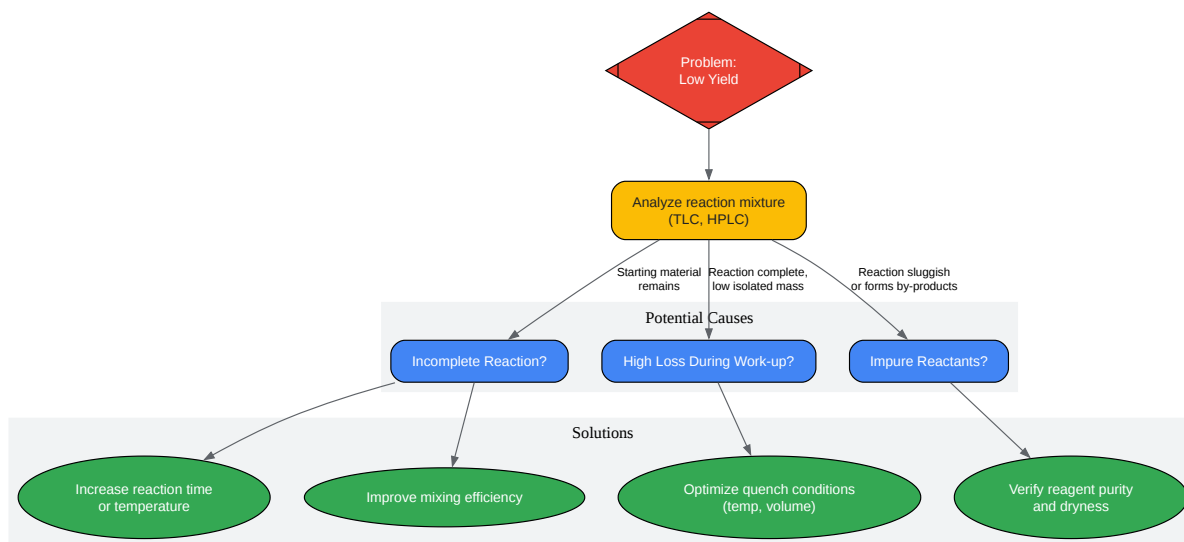 Problem:
Low Yield
Analyze reaction mixture
(TLC, HPLC)
Starting material
remains
Reaction complete,
low isolated mass
Reaction sluggish
or forms by-products
Potential Causes
Incomplete Reaction?
High Loss During Work-up?
Impure Reactants?
Solutions
Increase reaction time
or temperature
Improve mixing efficiency
Optimize quench conditions
(temp, volume)
Verify reagent purity
and dryness